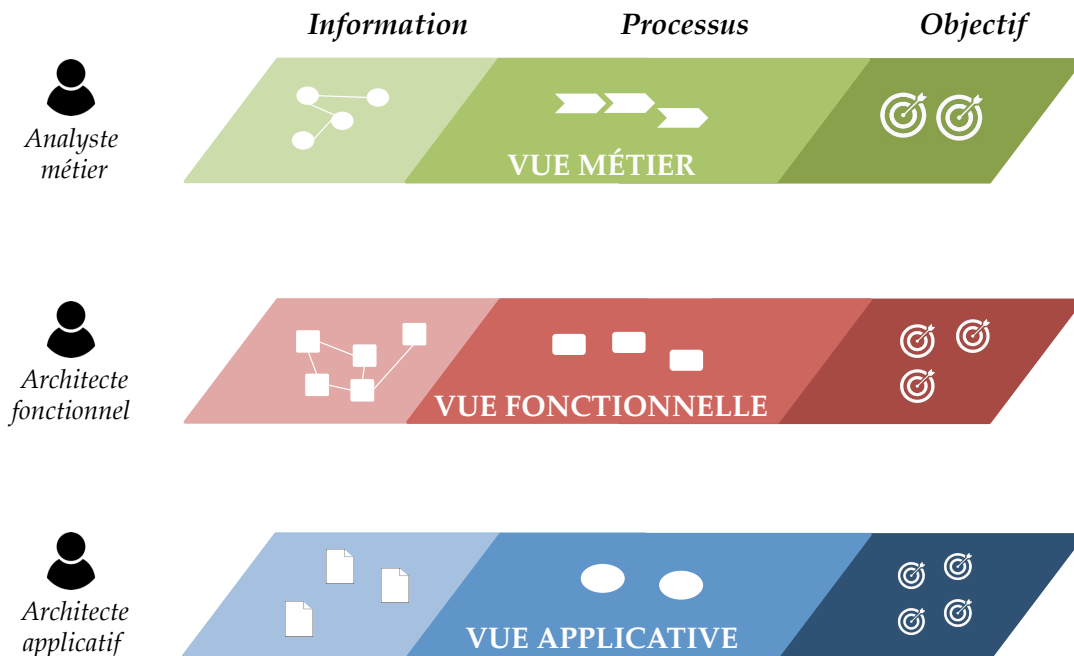 Information Processus Objectif
Analyste
métier
VUE MÉTIER
Architecte
fonctionnel
VUE FONCTIONNELLE
Architecte
applicatif
VUE APPLICATIVE